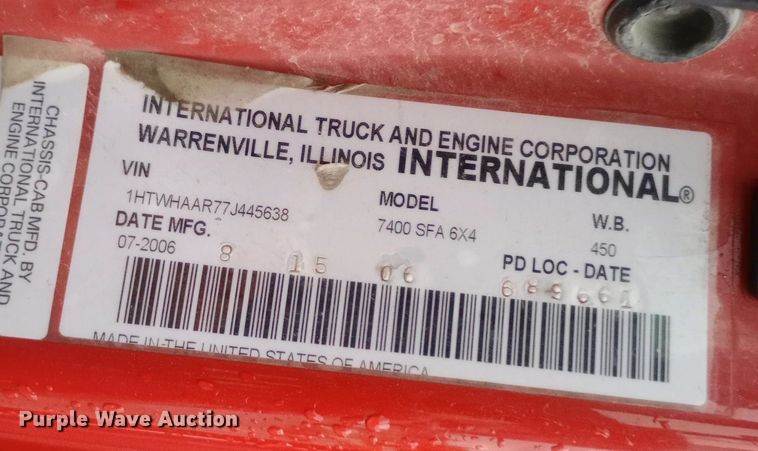 CHASSIS-CAB MFD. BY
INTERNATIONAL TRUCK AND
ENGINE CORPORAT
INTERNATIONAL TRUCK AND ENGINE CORPORATION
WARRENVILLE, ILLINOIS INTERNATIONAL®
VIN
1HTWHAAR77J445638
MODEL
7400 SFA 6X4
W.B.
450
DATE MFG.
07-2006
8 15 06
PD LOC - DATE
689661
MADE IN THE UNITED STATES OF AMERICA
Purple Wave Auction